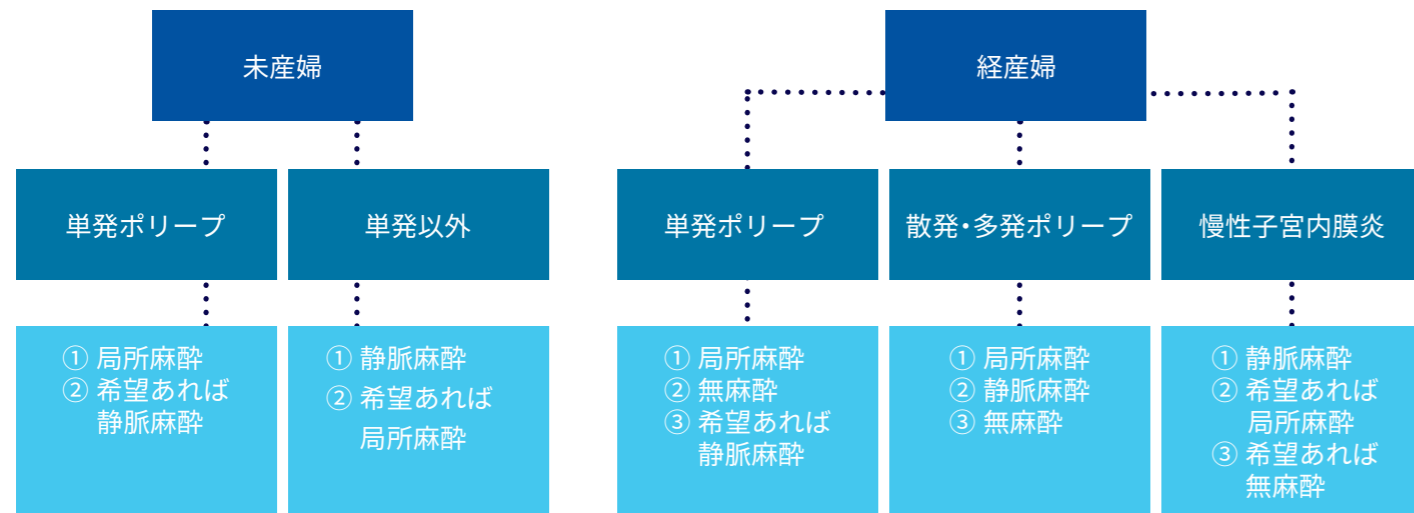 未産婦
単発ポリープ
単発以外
① 局所麻酔
② 希望あれば
静脈麻酔
① 静脈麻酔
② 希望あれば
局所麻酔
経産婦
単発ポリープ
散発・多発ポリープ
慢性子宮内膜炎
① 局所麻酔
② 無麻酔
③ 希望あれば
静脈麻酔
① 局所麻酔
② 静脈麻酔
③ 無麻酔
① 静脈麻酔
② 希望あれば
局所麻酔
③ 希望あれば
無麻酔